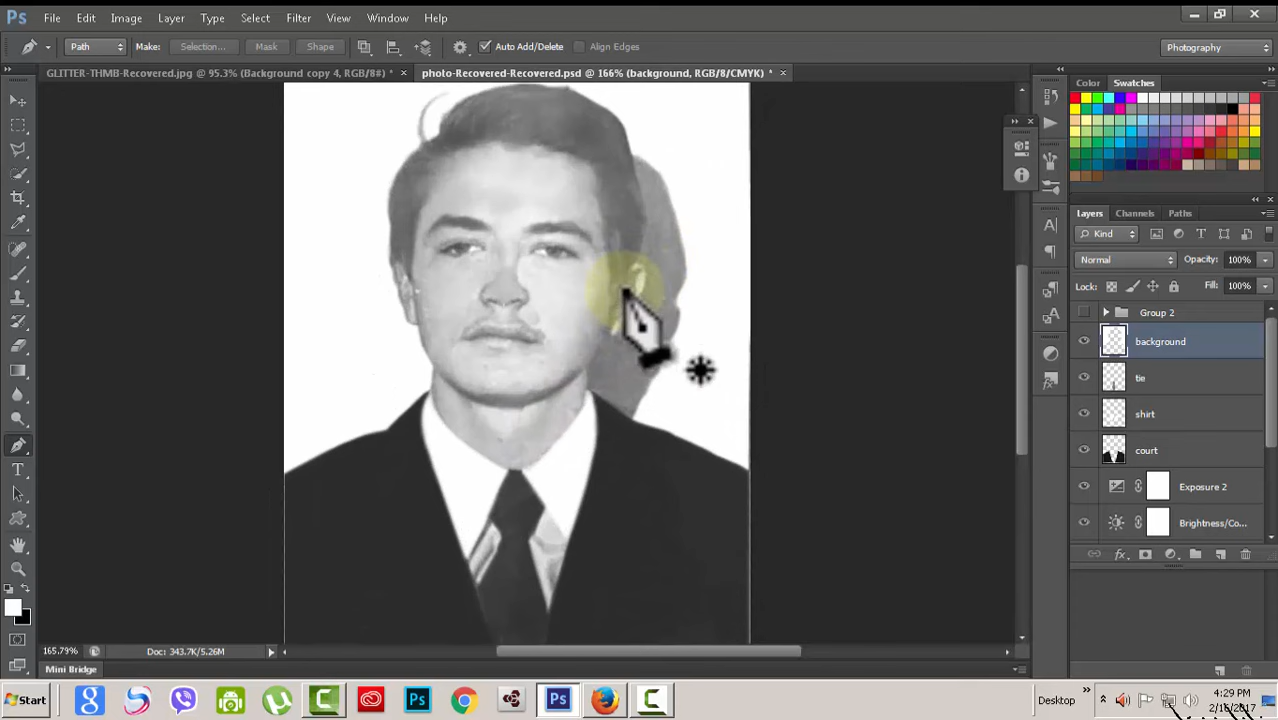 Ps File Edit Image Layer Type Select Filter View Window Help
Path Make: Selection... Mask Shape Auto Add/Delete Align Edges Photography
GLITTER-THMB-Recovered.jpg @ 95.3% (Background copy 4, RGB/8#) * × photo-Recovered-Recovered.psd @ 166% (background, RGB/8/CMYK) * ×
Color Swatches
Layers Channels Paths
Kind
Normal Opacity: 100%
Lock: Fill: 100%
Group 2
background
tie
shirt
court
Exposure 2
Brightness/Co...
165.79% Doc: 343.7K/5.26M
Mini Bridge
Start Desktop 4:29 PM
2/16/2017